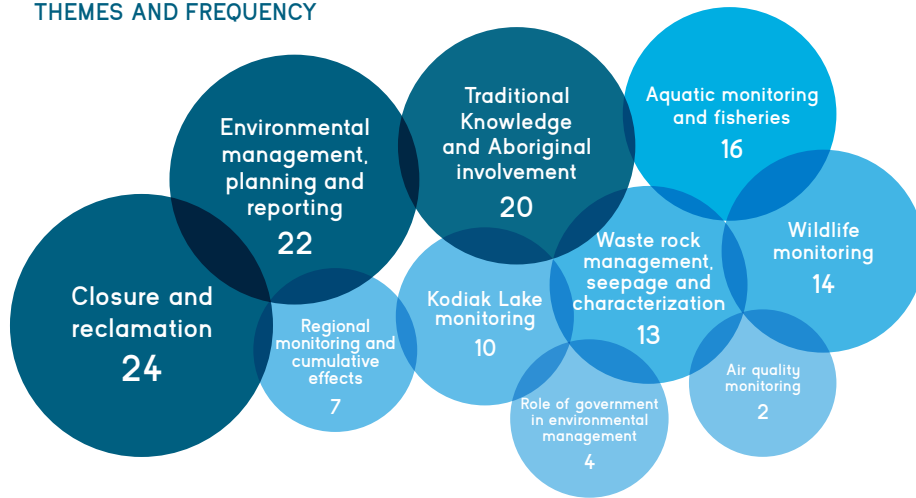 THEMES AND FREQUENCY
Closure and
reclamation
24
Environmental
management,
planning and
reporting
22
Regional
monitoring and
cumulative
effects
7
Traditional
Knowledge
and Aboriginal
involvement
20
Kodiak Lake
monitoring
10
Aquatic monitoring
and fisheries
16
Waste rock
management,
seepage and
characterization
13
Role of government
in environmental
management
4
Wildlife
monitoring
14
Air quality
monitoring
2